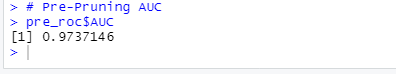 > # Pre-Pruning AUC
> pre_roc$AUC
[1] 0.9737146
>